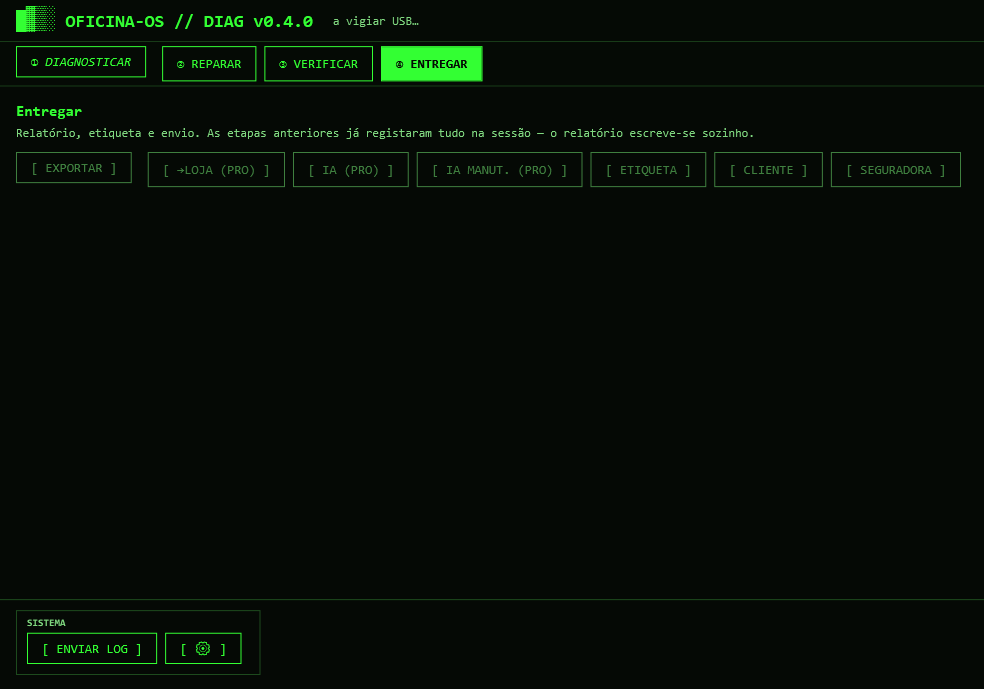 OFICINA-OS // DIAG v0.4.0 a vigiar USB…
① DIAGNOSTICAR ② REPARAR ③ VERIFICAR ④ ENTREGAR
Entregar
Relatório, etiqueta e envio. As etapas anteriores já registaram tudo na sessão — o relatório escreve-se sozinho.
[ EXPORTAR ] [ →LOJA (PRO) ] [ IA (PRO) ] [ IA MANUT. (PRO) ] [ ETIQUETA ] [ CLIENTE ] [ SEGURADORA ]
SISTEMA
[ ENVIAR LOG ] [ ⚙ ]